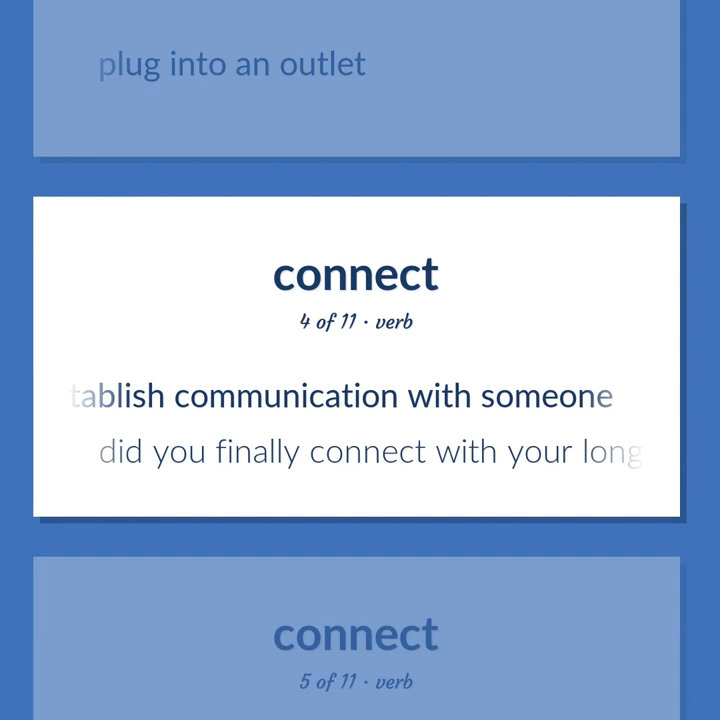 plug into an outlet
connect
4 of 11 · verb
tablish communication with someone
did you finally connect with your long
connect
5 of 11 · verb